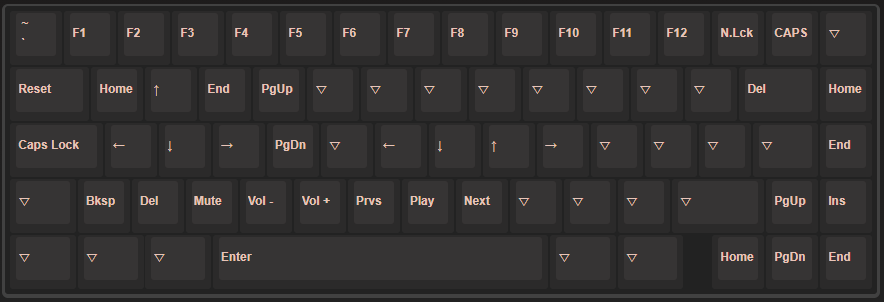 ~
` F1 F2 F3 F4 F5 F6 F7 F8 F9 F10 F11 F12 N.Lck CAPS ▽
Reset Home ↑ End PgUp ▽ ▽ ▽ ▽ ▽ ▽ ▽ ▽ Del Home
Caps Lock ← ↓ → PgDn ▽ ← ↓ ↑ → ▽ ▽ ▽ ▽ End
▽ Bksp Del Mute Vol - Vol + Prvs Play Next ▽ ▽ ▽ ▽ PgUp Ins
▽ ▽ ▽ Enter ▽ ▽ Home PgDn End